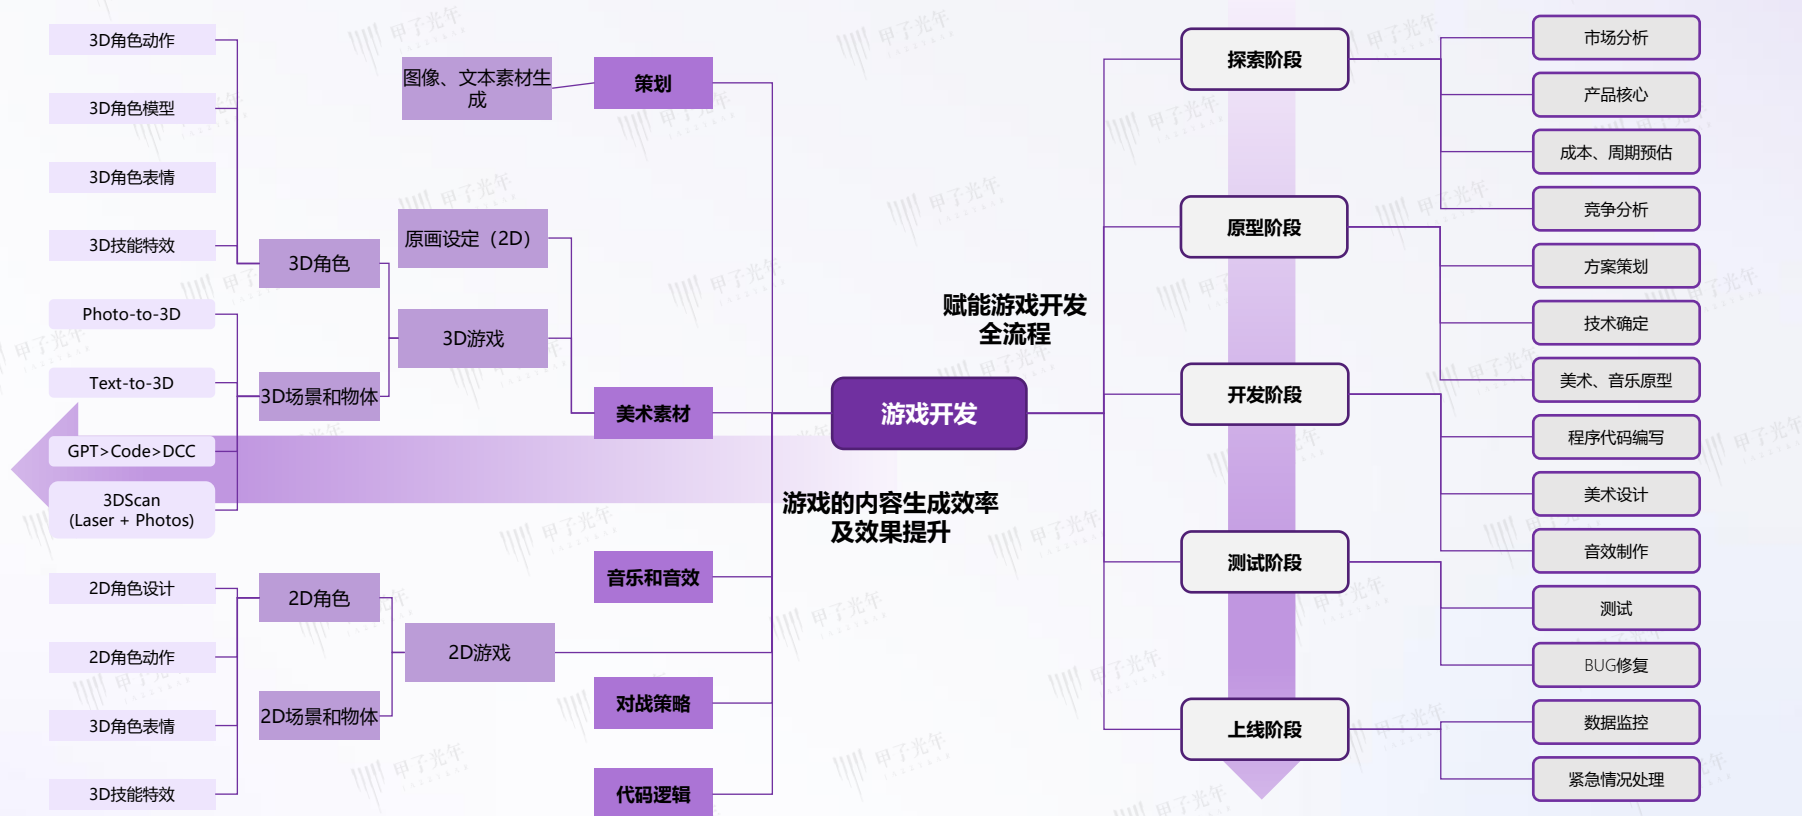 3D角色动作
3D角色模型
3D角色表情
3D技能特效
Photo-to-3D
Text-to-3D
GPT>Code>DCC
3DScan
(Laser + Photos)
2D角色设计
2D角色动作
3D角色表情
3D技能特效
3D角色
3D场景和物体
2D角色
2D场景和物体
图像、文本素材生
成
原画设定（2D）
3D游戏
2D游戏
策划
美术素材
音乐和音效
对战策略
代码逻辑
游戏开发
赋能游戏开发
全流程
游戏的内容生成效率
及效果提升
探索阶段
原型阶段
开发阶段
测试阶段
上线阶段
市场分析
产品核心
成本、周期预估
竞争分析
方案策划
技术确定
美术、音乐原型
程序代码编写
美术设计
音效制作
测试
BUG修复
数据监控
紧急情况处理
甲子光年